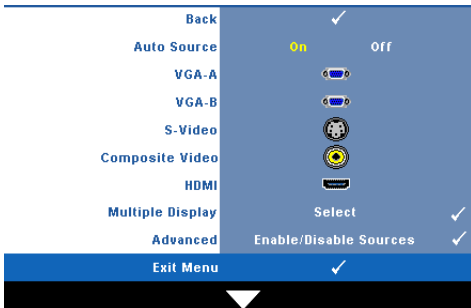 Back
Auto Source On Off
VGA-A
VGA-B
S-Video
Composite Video
HDMI
Multiple Display Select
Advanced Enable/Disable Sources
Exit Menu